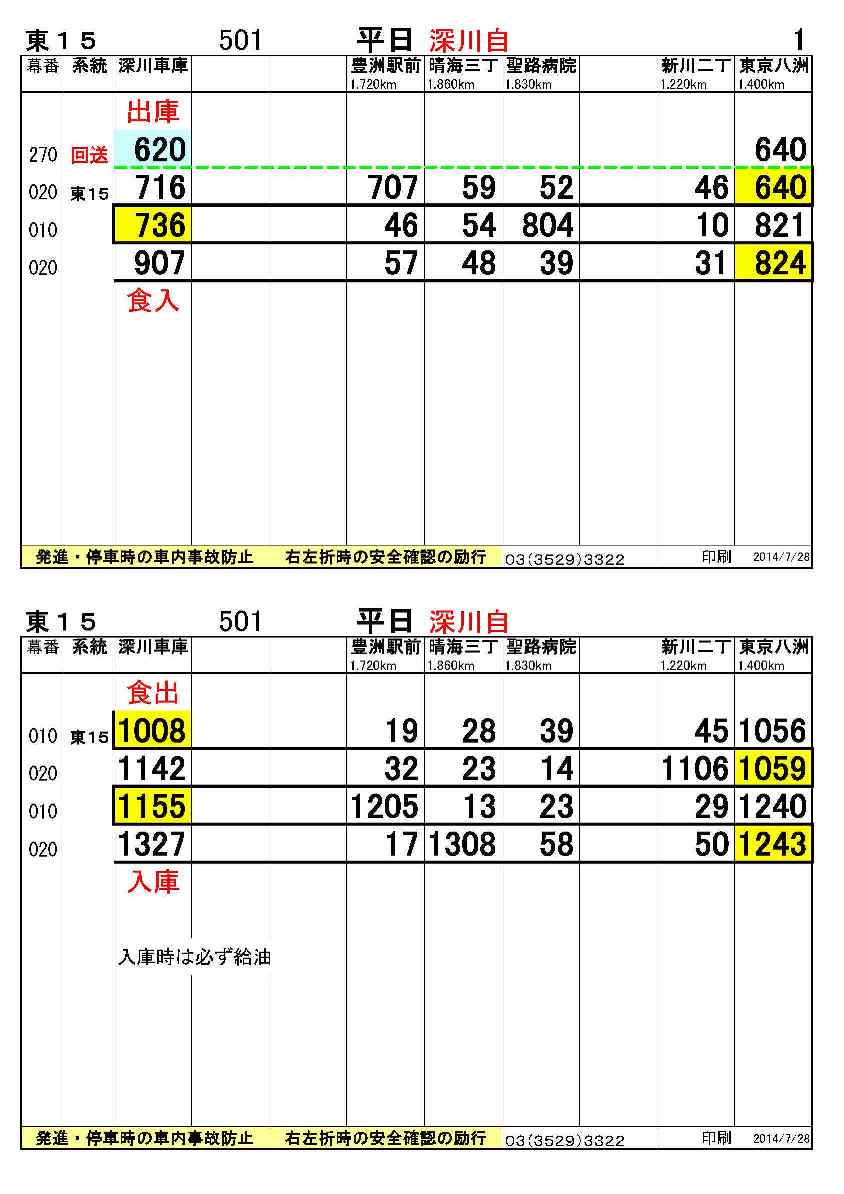 東15 501 平日 深川自 1
幕番 系統 深川車庫 豊洲駅前 晴海三丁 聖路病院 新川二丁 東京八洲
1.720km 1.860km 1.830km 1.220km 1.400km
出庫
270 回送 620 640
020 東15 716 707 59 52 46 640
010 736 46 54 804 10 821
020 907 57 48 39 31 824
食入
発進・停車時の車内事故防止 右左折時の安全確認の励行 03(3529)3322 印刷 2014/7/28
東15 501 平日 深川自
幕番 系統 深川車庫 豊洲駅前 晴海三丁 聖路病院 新川二丁 東京八洲
1.720km 1.860km 1.830km 1.220km 1.400km
食出
010 東15 1008 19 28 39 45 1056
020 1142 32 23 14 1106 1059
010 1155 1205 13 23 29 1240
020 1327 17 1308 58 50 1243
入庫
入庫時は必ず給油
発進・停車時の車内事故防止 右左折時の安全確認の励行 03(3529)3322 印刷 2014/7/28